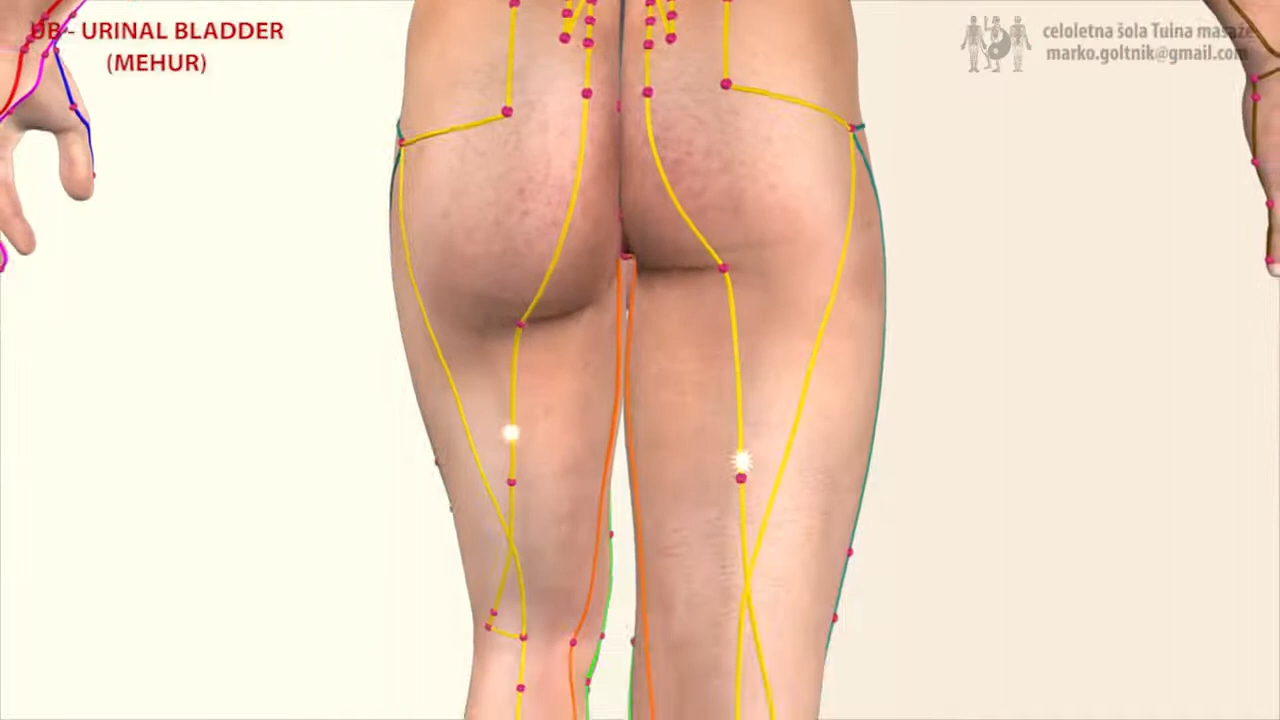 UB - URINAL BLADDER
(MEHUR)
celoletna šola Tuina masaže
marko.goltnik@gmail.com